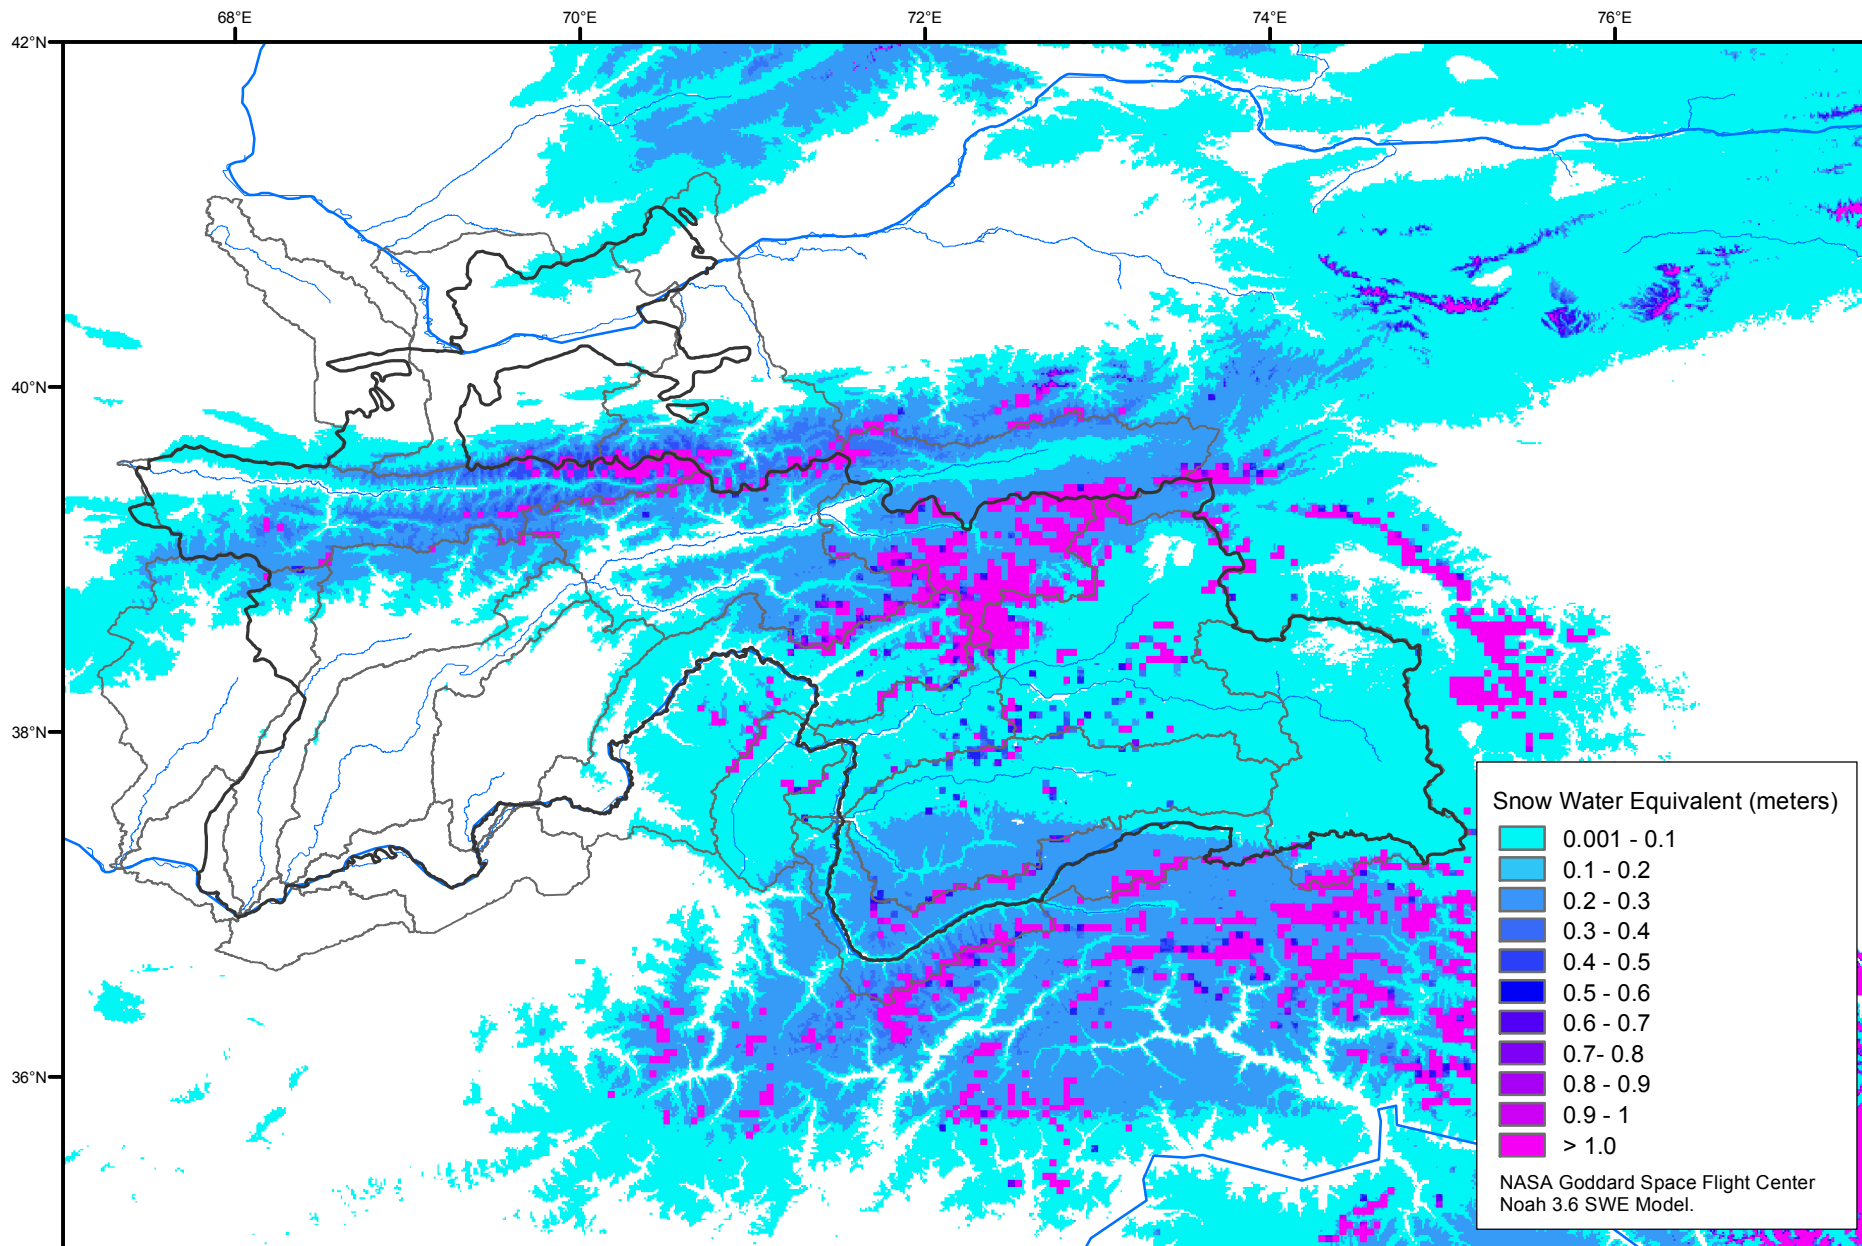 68°E
70°E
72°E
74°E
76°E
42°N
40°N
38°N
36°N
Snow Water Equivalent (meters)
0.001 - 0.1
0.1 - 0.2
0.2 - 0.3
0.3 - 0.4
0.4 - 0.5
0.5 - 0.6
0.6 - 0.7
0.7- 0.8
0.8 - 0.9
0.9 - 1
> 1.0
NASA Goddard Space Flight Center
Noah 3.6 SWE Model.